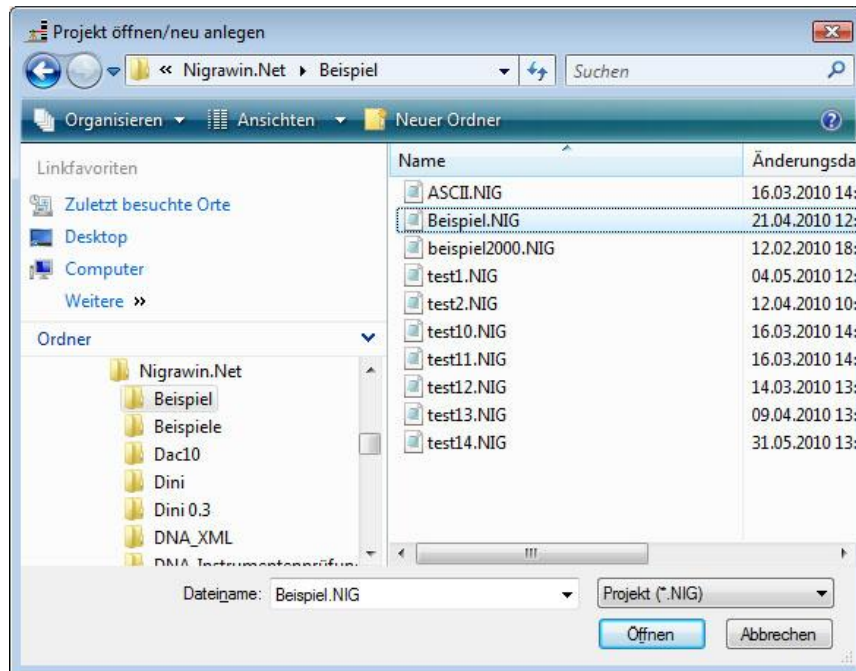 Projekt öffnen/neu anlegen
« Nigrawin.Net Beispiel Suchen
Organisieren Ansichten Neuer Ordner
Linkfavoriten
Zuletzt besuchte Orte
Desktop
Computer
Weitere »
Ordner
Nigrawin.Net
Beispiel
Beispiele
Dac10
Dini
Dini 0.3
DNA_XML
DNA_Instrumentenprüfun
Name Änderungsda
ASCII.NIG 16.03.2010 14:
Beispiel.NIG 21.04.2010 12:
beispiel2000.NIG 12.02.2010 18:
test1.NIG 04.05.2010 12:
test2.NIG 12.04.2010 10:
test10.NIG 16.03.2010 14:
test11.NIG 16.03.2010 14:
test12.NIG 14.03.2010 13:
test13.NIG 09.04.2010 13:
test14.NIG 31.05.2010 13:
Dateiname: Beispiel.NIG Projekt (*.NIG)
Öffnen Abbrechen